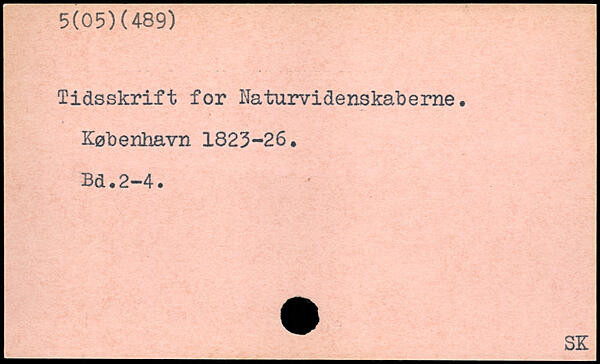 5(05)(489)
Tidsskrift for Naturvidenskaberne.
København 1823-26.
Bd.2-4.
SK